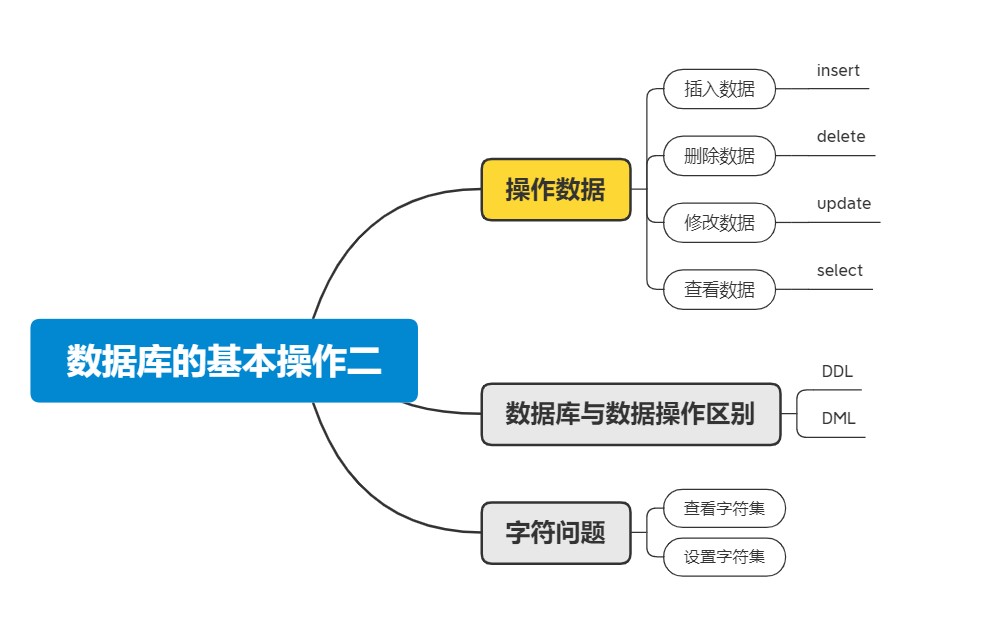 数据库的基本操作二
操作数据
插入数据
insert
删除数据
delete
修改数据
update
查看数据
select
数据库与数据操作区别
DDL
DML
字符问题
查看字符集
设置字符集